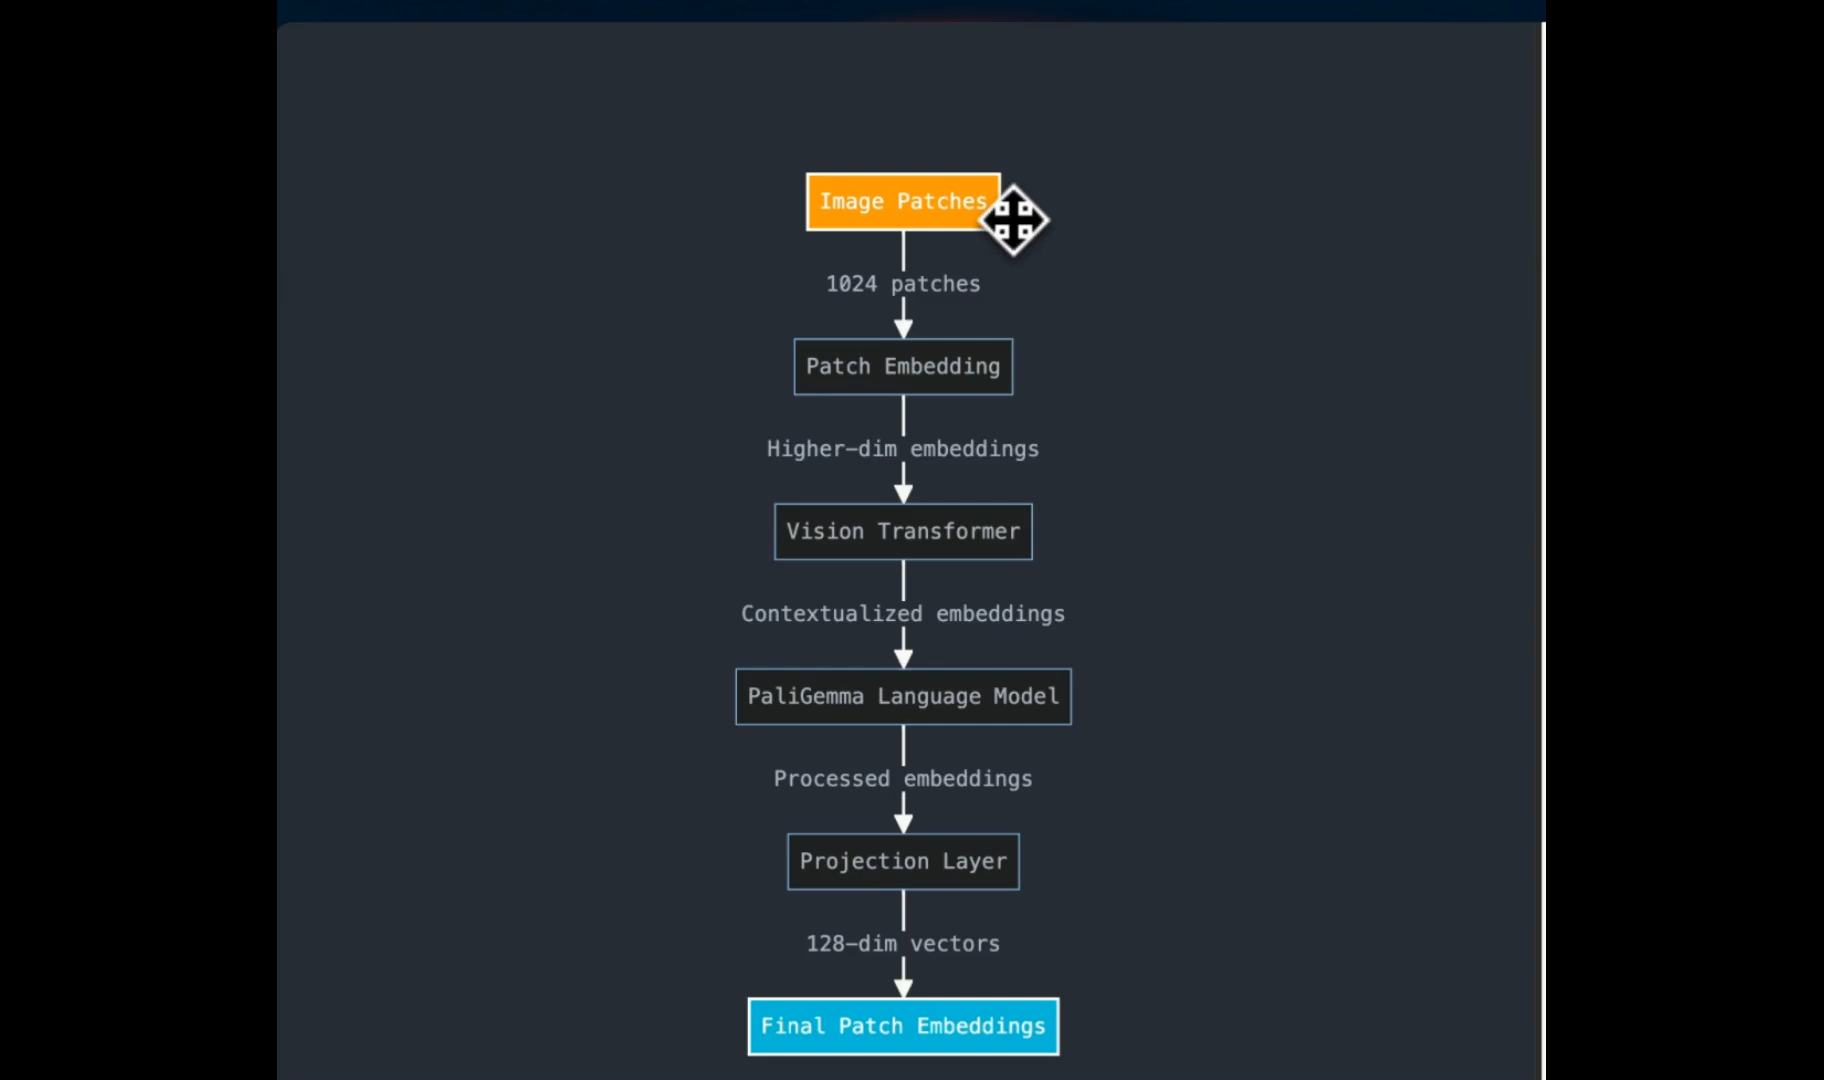 Image Patches
1024 patches
Patch Embedding
Higher-dim embeddings
Vision Transformer
Contextualized embeddings
PaliGemma Language Model
Processed embeddings
Projection Layer
128-dim vectors
Final Patch Embeddings